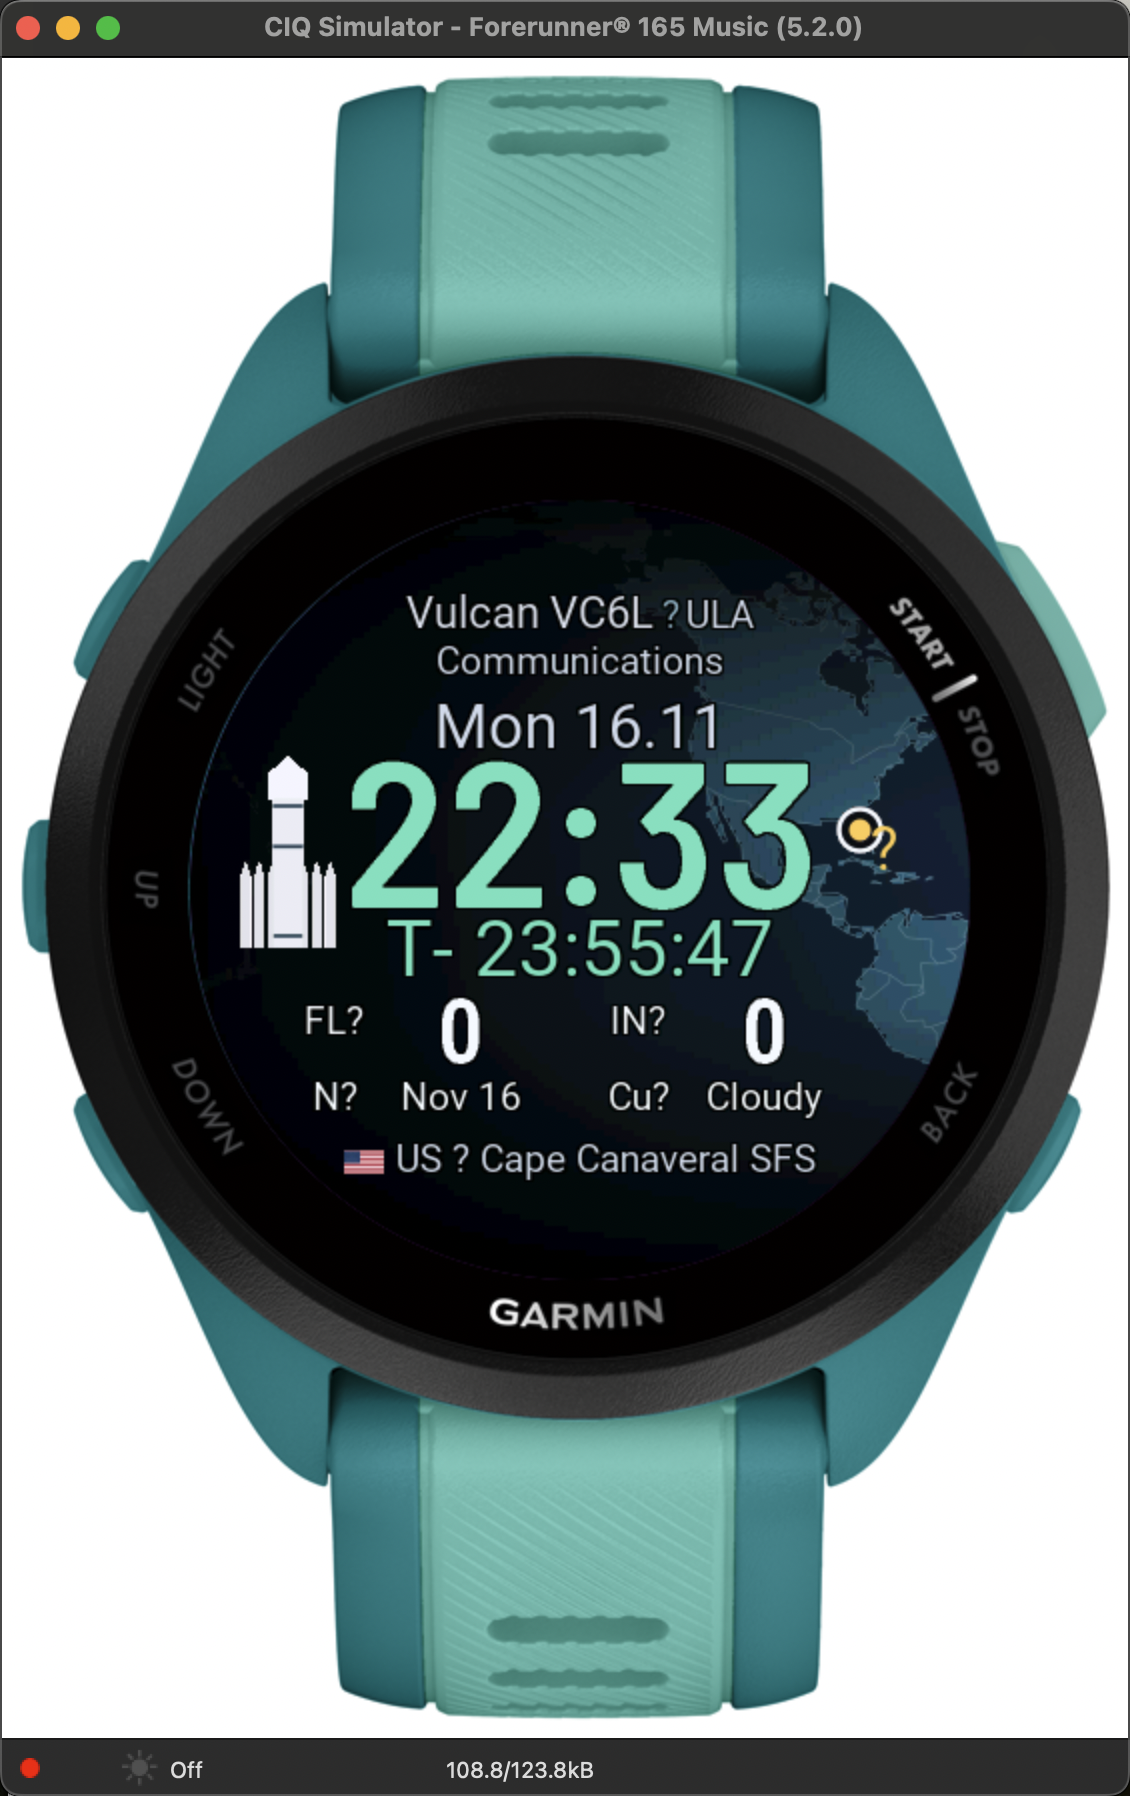 CIQ Simulator - Forerunner® 165 Music (5.2.0)
Vulcan VC6L ? ULA
Communications
Mon 16.11
22:33
?
T- 23:55:47
FL? 0 IN? 0
N? Nov 16 Cu? Cloudy
US ? Cape Canaveral SFS
LIGHT
UP
DOWN
START
STOP
BACK
GARMIN
Off
108.8/123.8kB